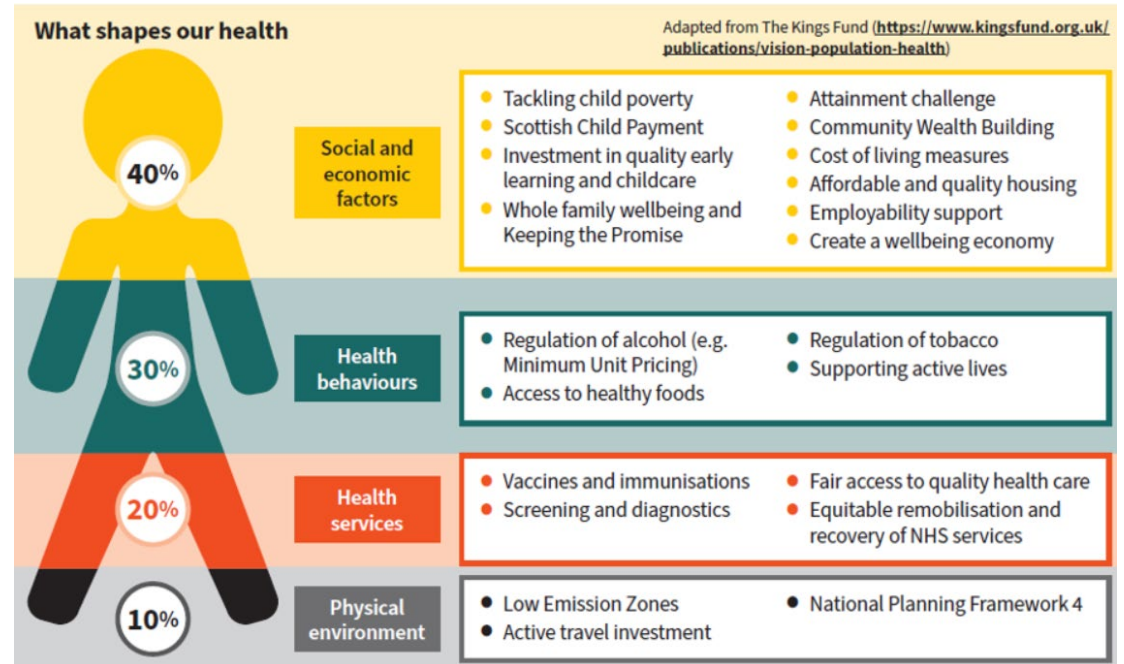 What shapes our health
Adapted from The Kings Fund (https://www.kingsfund.org.uk/
publications/vision-population-health)
40%
Social and
economic
factors
Tackling child poverty
Scottish Child Payment
Investment in quality early
learning and childcare
Whole family wellbeing and
Keeping the Promise
Attainment challenge
Community Wealth Building
Cost of living measures
Affordable and quality housing
Employability support
Create a wellbeing economy
30%
Health
behaviours
Regulation of alcohol (e.g.
Minimum Unit Pricing)
Access to healthy foods
Regulation of tobacco
Supporting active lives
20%
Health
services
Vaccines and immunisations
Screening and diagnostics
Fair access to quality health care
Equitable remobilisation and
recovery of NHS services
10%
Physical
environment
Low Emission Zones
Active travel investment
National Planning Framework 4